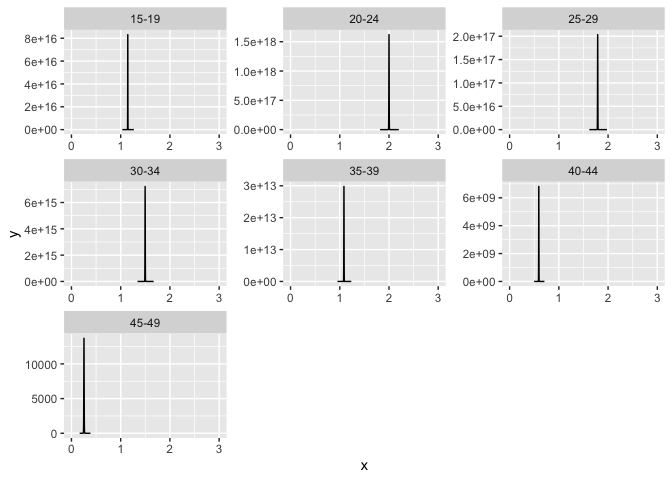 15-19 20-24 25-29
8e+16
6e+16
4e+16
2e+16
0e+00
0 1 2 3
1.5e+18
1.0e+18
5.0e+17
0.0e+00
0 1 2 3
2.0e+17
1.5e+17
1.0e+17
5.0e+16
0.0e+00
0 1 2 3
30-34 35-39 40-44
6e+15
4e+15
2e+15
0e+00
0 1 2 3
3e+13
2e+13
1e+13
0e+00
0 1 2 3
6e+09
4e+09
2e+09
0e+00
0 1 2 3
45-49
10000
5000
0
0 1 2 3
y
x